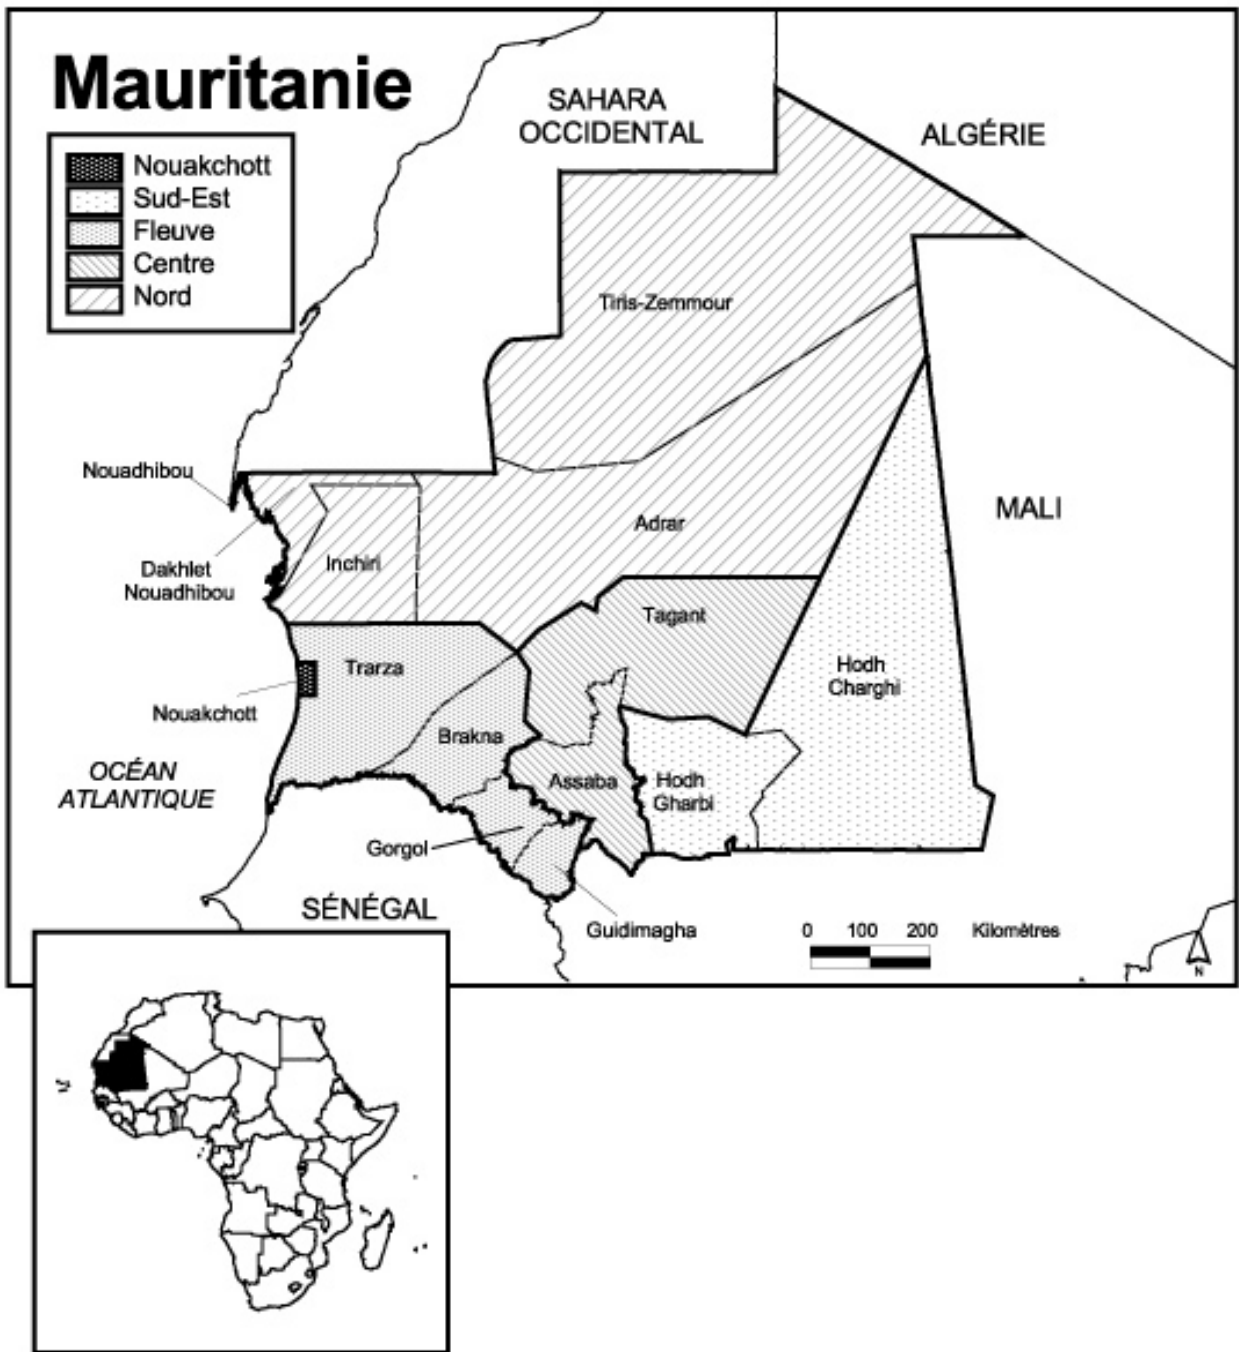 Mauritanie
Nouakchott
Sud-Est
Fleuve
Centre
Nord
SAHARA
OCCIDENTAL
ALGÉRIE
Tiris-Zemmour
Nouadhibou
MALI
Adrar
Dakhlet
Nouadhibou
Inchiri
Tagant
Trarza
Hodh
Charghi
Nouakchott
Brakna
OCÉAN
ATLANTIQUE
Assaba
Hodh
Gharbi
Gorgol
SÉNÉGAL
Guidimagha
0 100 200 Kilomètres
N